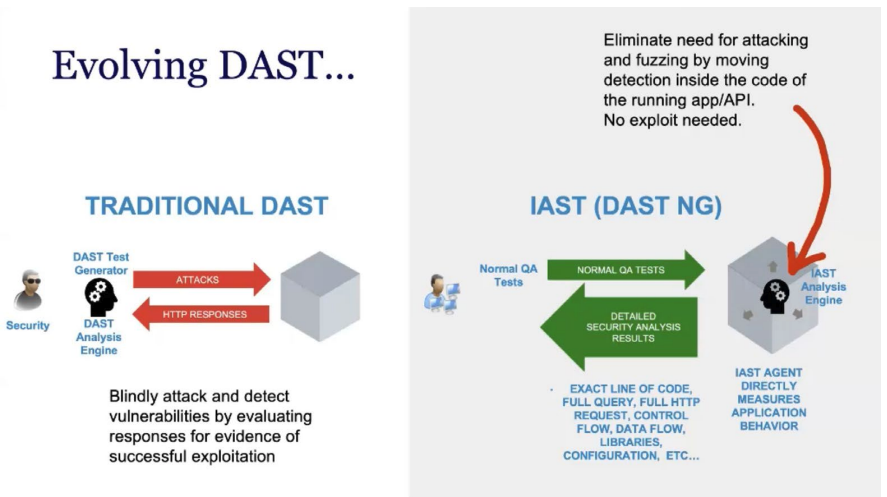 Evolving DAST...
TRADITIONAL DAST
DAST Test
Generator
ATTACKS
HTTP RESPONSES
Security
DAST
Analysis
Engine
Blindly attack and detect
vulnerabilities by evaluating
responses for evidence of
successful exploitation
Eliminate need for attacking
and fuzzing by moving
detection inside the code of
the running app/API.
No exploit needed.
IAST (DAST NG)
Normal QA
Tests
NORMAL QA TESTS
DETAILED
SECURITY ANALYSIS
RESULTS
IAST
Analysis
Engine
EXACT LINE OF CODE,
FULL QUERY, FULL HTTP
REQUEST, CONTROL
FLOW, DATA FLOW,
LIBRARIES,
CONFIGURATION, ETC...
IAST AGENT
DIRECTLY
MEASURES
APPLICATION
BEHAVIOR